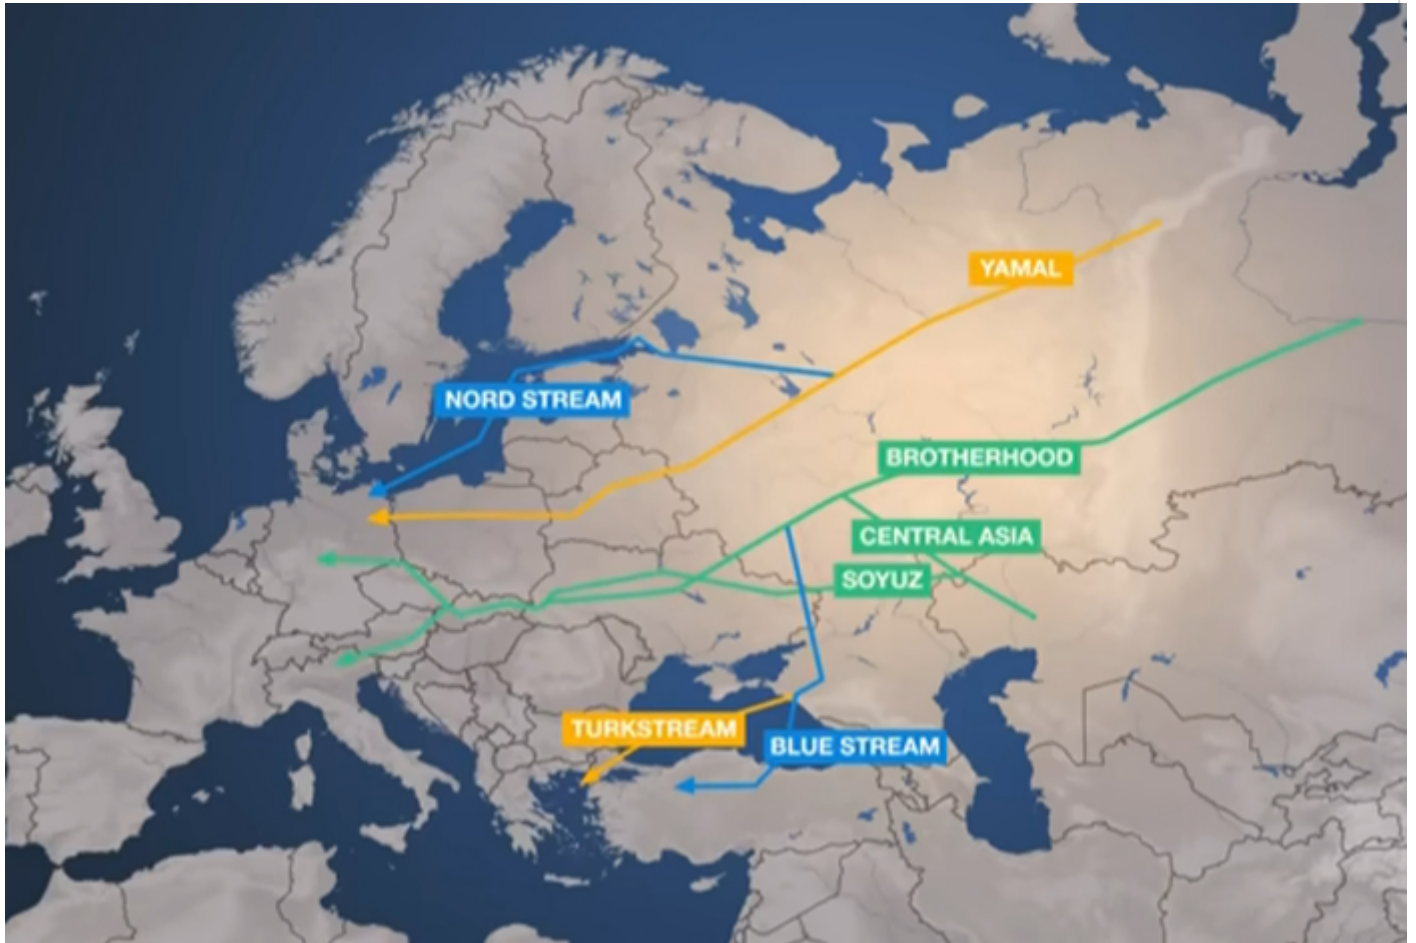 YAMAL
NORD STREAM
BROTHERHOOD
CENTRAL ASIA
SOYUZ
TURKSTREAM
BLUE STREAM